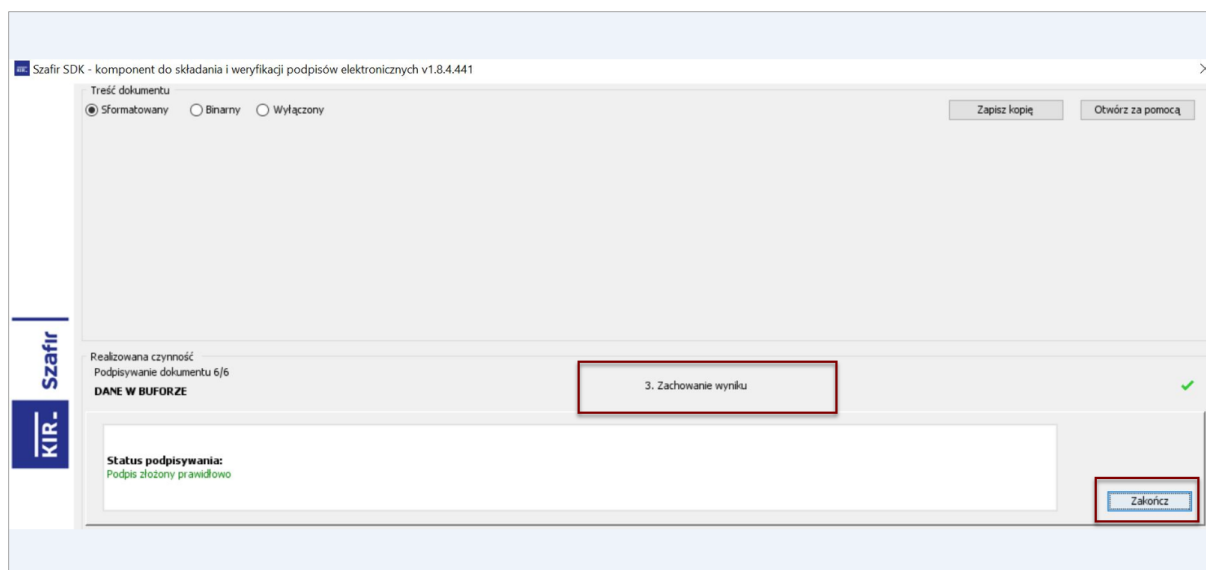 Szafir SDK - komponent do składania i weryfikacji podpisów elektronicznych v1.8.4.441
Treść dokumentu
Sformatowany Binarny Wyłączony Zapisz kopię Otwórz za pomocą
Szafir
KIR.
Realizowana czynność
Podpisywanie dokumentu 6/6
DANE W BUFORZE
3. Zachowanie wyniku
Status podpisywania:
Podpis złożony prawidłowo
Zakończ